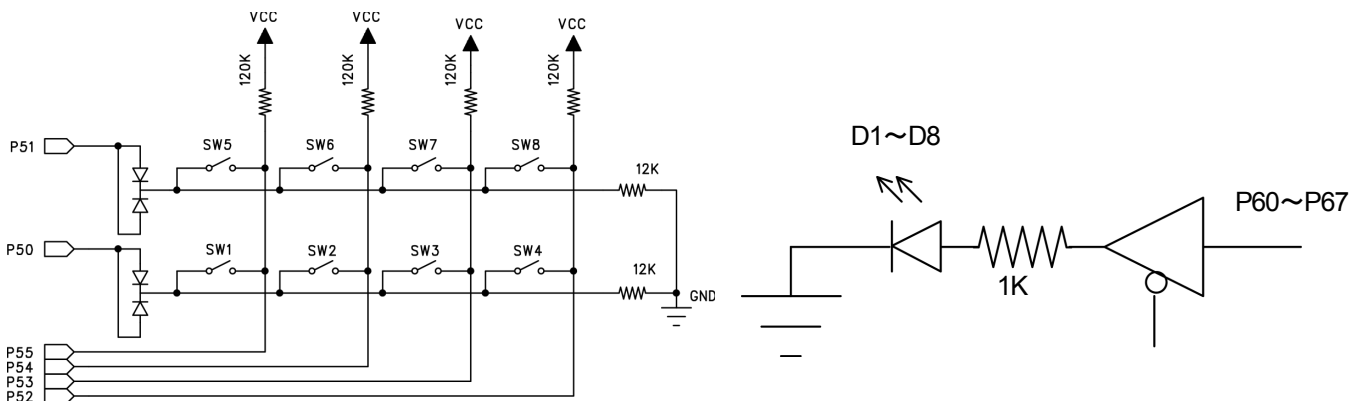 VCC VCC VCC VCC
120K 120K 120K 120K
P51
SW5 SW6 SW7 SW8
12K
P50
SW1 SW2 SW3 SW4
12K
GND
P55
P54
P53
P52
D1～D8
P60～P67
1K